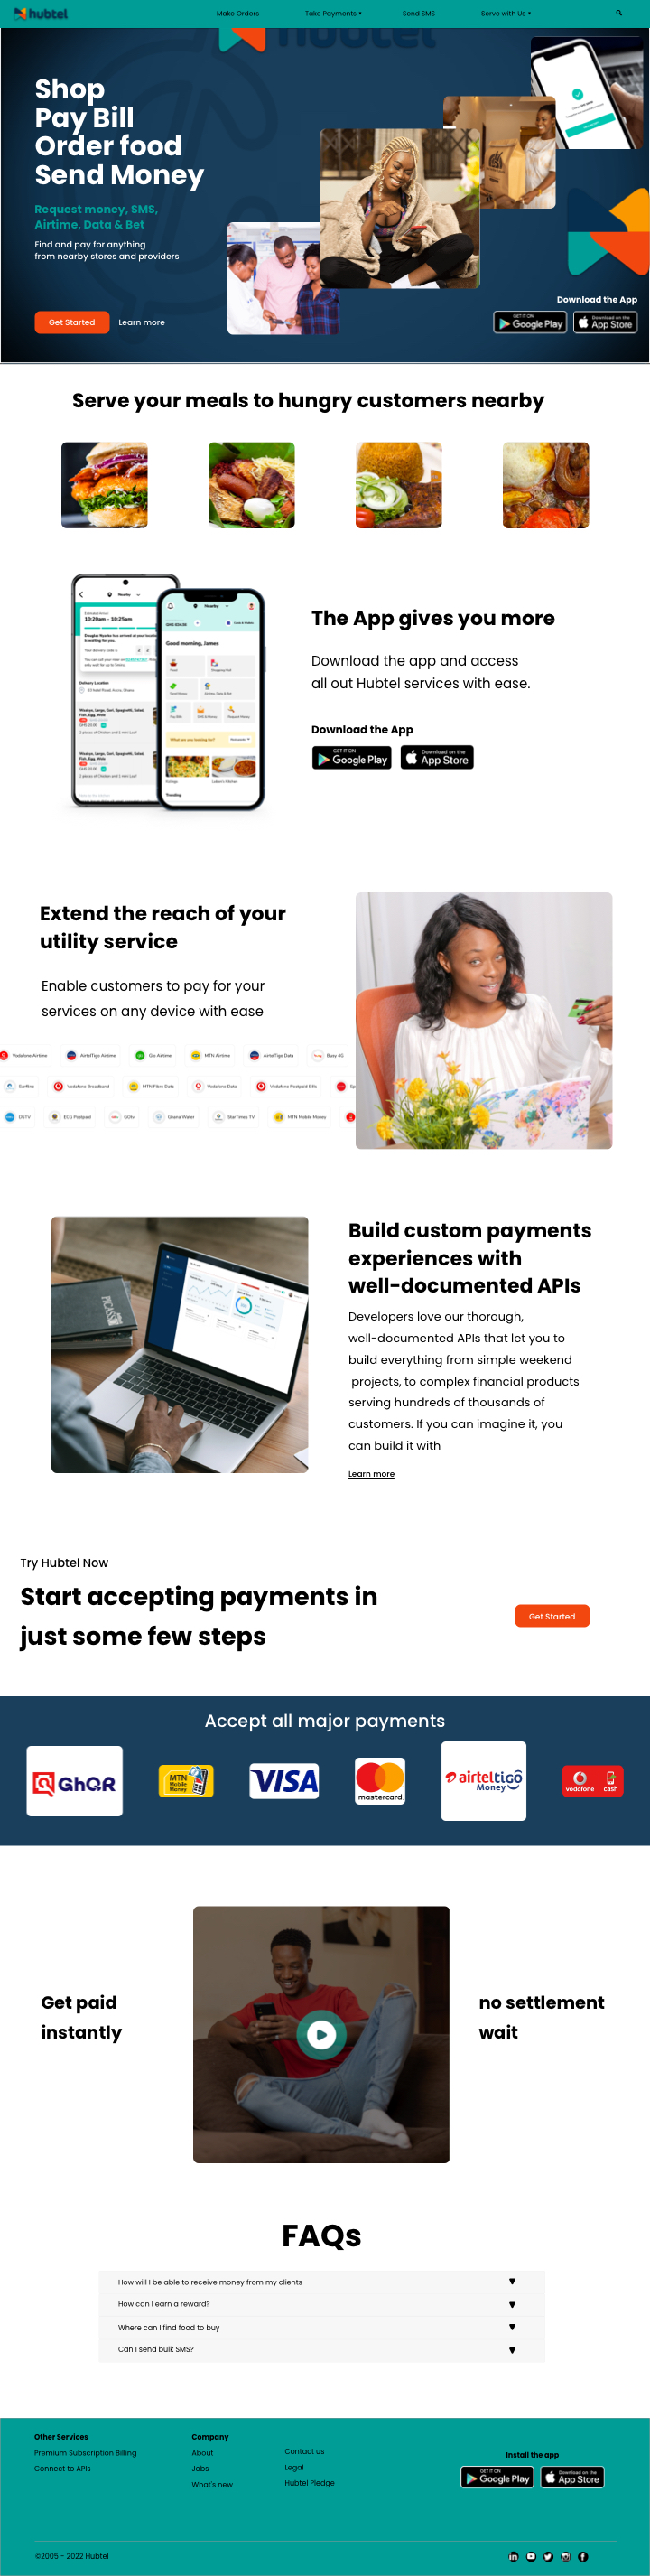 hubtel
Make Orders
Take Payments
Send SMS
Serve with Us
hubtel
Shop
Pay Bill
Order food
Send Money
Request money, SMS,
Airtime, Data & Bet
Find and pay for anything
from nearby stores and providers
Get Started
Learn more
Download the App
GET IT ON
Google Play
Download on the
App Store
Serve your meals to hungry customers nearby
Nearby
10:20am - 10:25am
Delivery Location
Nearby
Good morning, James
Trending
The App gives you more
Download the app and access
all out Hubtel services with ease.
Download the App
GET IT ON
Google Play
Download on the
App Store
Extend the reach of your
utility service
Enable customers to pay for your
services on any device with ease
Vodafone Airtime
AirtelTigo Airtime
Glo Airtime
MTN Airtime
AirtelTigo Data
Busy 4G
Surfline
Vodafone Broadband
MTN Fibre Data
Vodafone Data
Vodafone Postpaid Bills
DSTV
ECG Postpaid
GOtv
Ghana Water
StarTimes TV
MTN Mobile Money
PICASSO
Build custom payments
experiences with
well-documented APIs
Developers love our thorough,
well-documented APIs that let you to
build everything from simple weekend
projects, to complex financial products
serving hundreds of thousands of
customers. If you can imagine it, you
can build it with
Learn more
Try Hubtel Now
Start accepting payments in
just some few steps
Get Started
Accept all major payments
GhQR
MTN
Mobile
Money
VISA
mastercard
airteltigo
Money
vodafone
cash
Get paid
instantly
no settlement
wait
FAQs
How will I be able to receive money from my clients
How can I earn a reward?
Where can I find food to buy
Can I send bulk SMS?
Other Services
Premium Subscription Billing
Connect to APIs
Company
About
Jobs
What's new
Contact us
Legal
Hubtel Pledge
Install the app
GET IT ON
Google Play
Download on the
App Store
©2005 - 2022 Hubtel